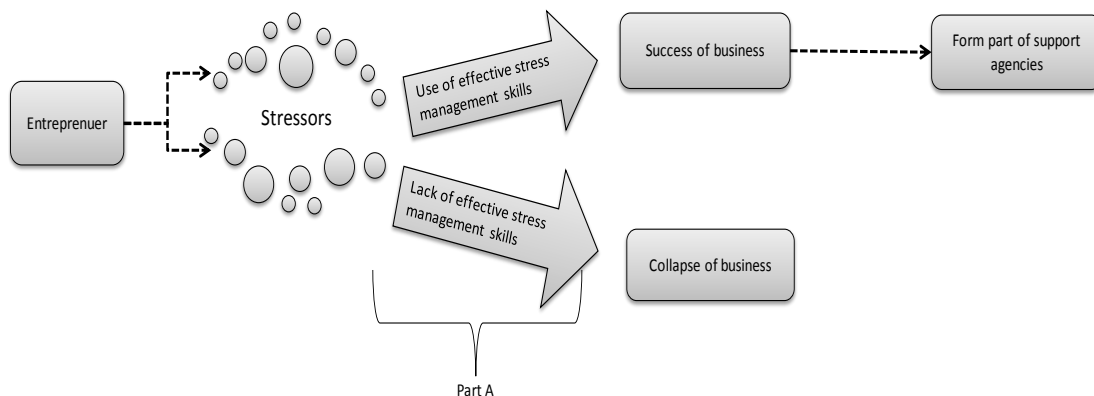 Entreprenuer
Stressors
Use of effective stress
management skills
Lack of effective stress
management skills
Success of business
Form part of support
agencies
Collapse of business
Part A